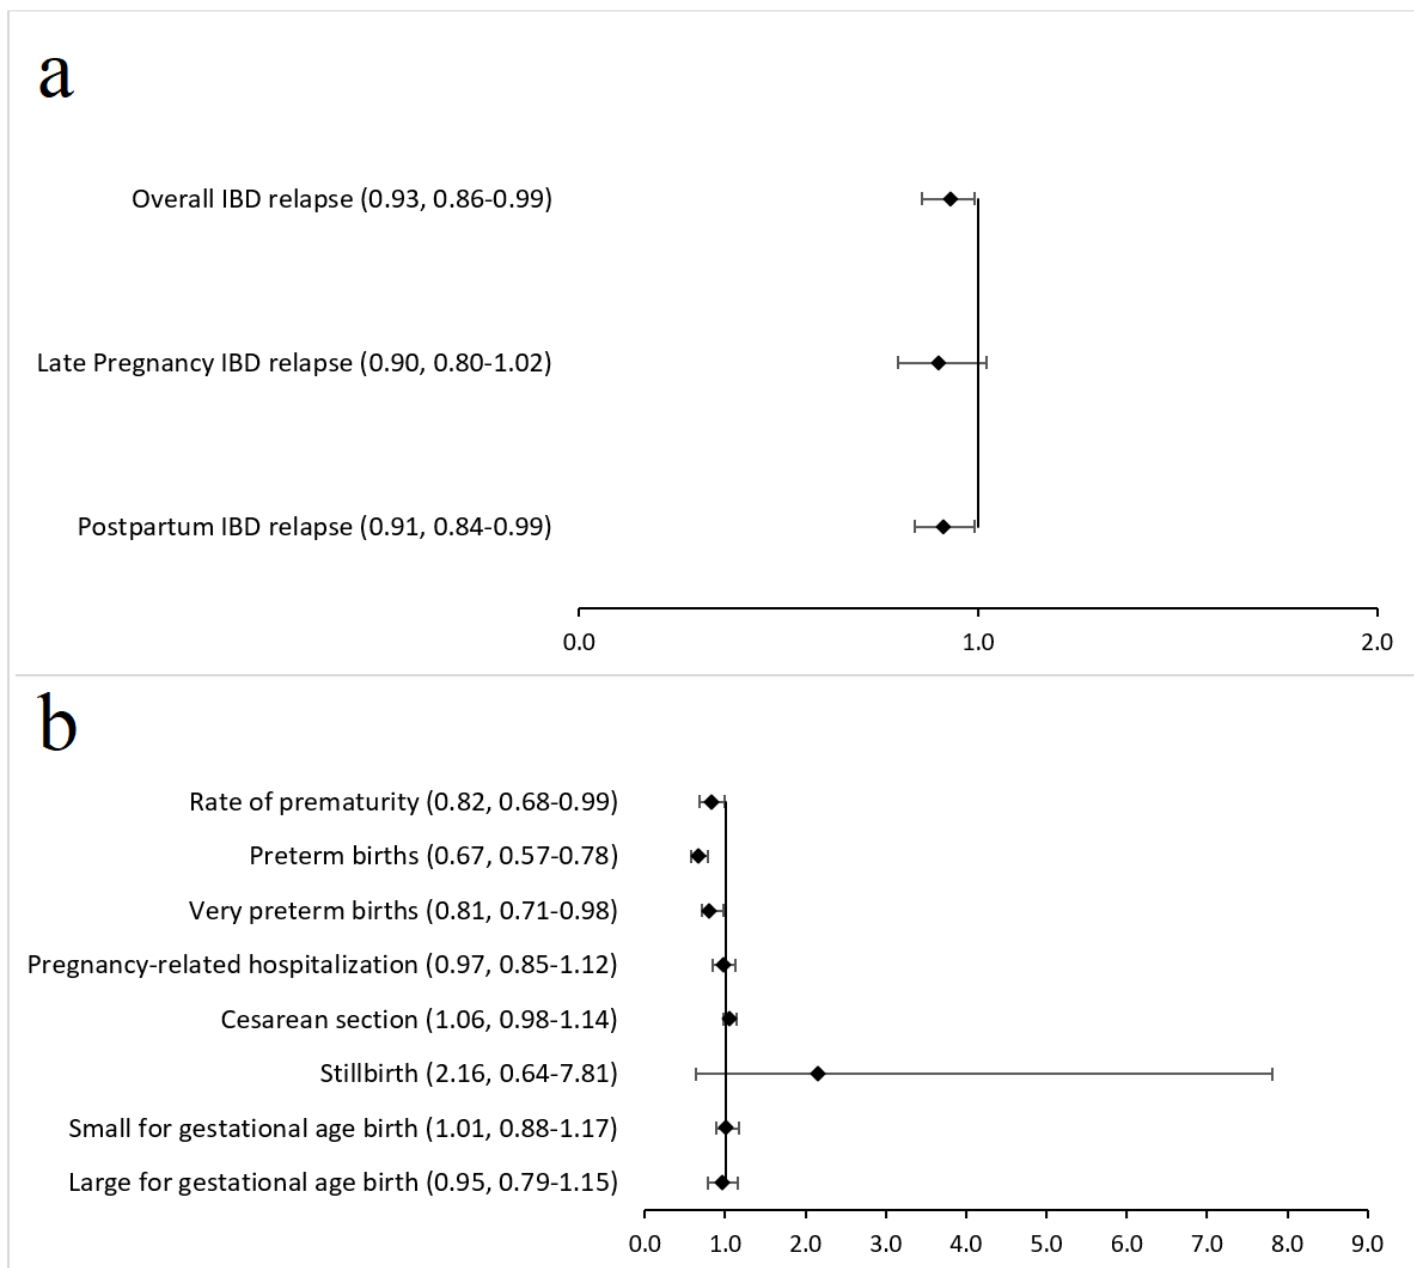 a
Overall IBD relapse (0.93, 0.86-0.99)
Late Pregnancy IBD relapse (0.90, 0.80-1.02)
Postpartum IBD relapse (0.91, 0.84-0.99)
0.0 1.0 2.0
b
Rate of prematurity (0.82, 0.68-0.99)
Preterm births (0.67, 0.57-0.78)
Very preterm births (0.81, 0.71-0.98)
Pregnancy-related hospitalization (0.97, 0.85-1.12)
Cesarean section (1.06, 0.98-1.14)
Stillbirth (2.16, 0.64-7.81)
Small for gestational age birth (1.01, 0.88-1.17)
Large for gestational age birth (0.95, 0.79-1.15)
0.0 1.0 2.0 3.0 4.0 5.0 6.0 7.0 8.0 9.0